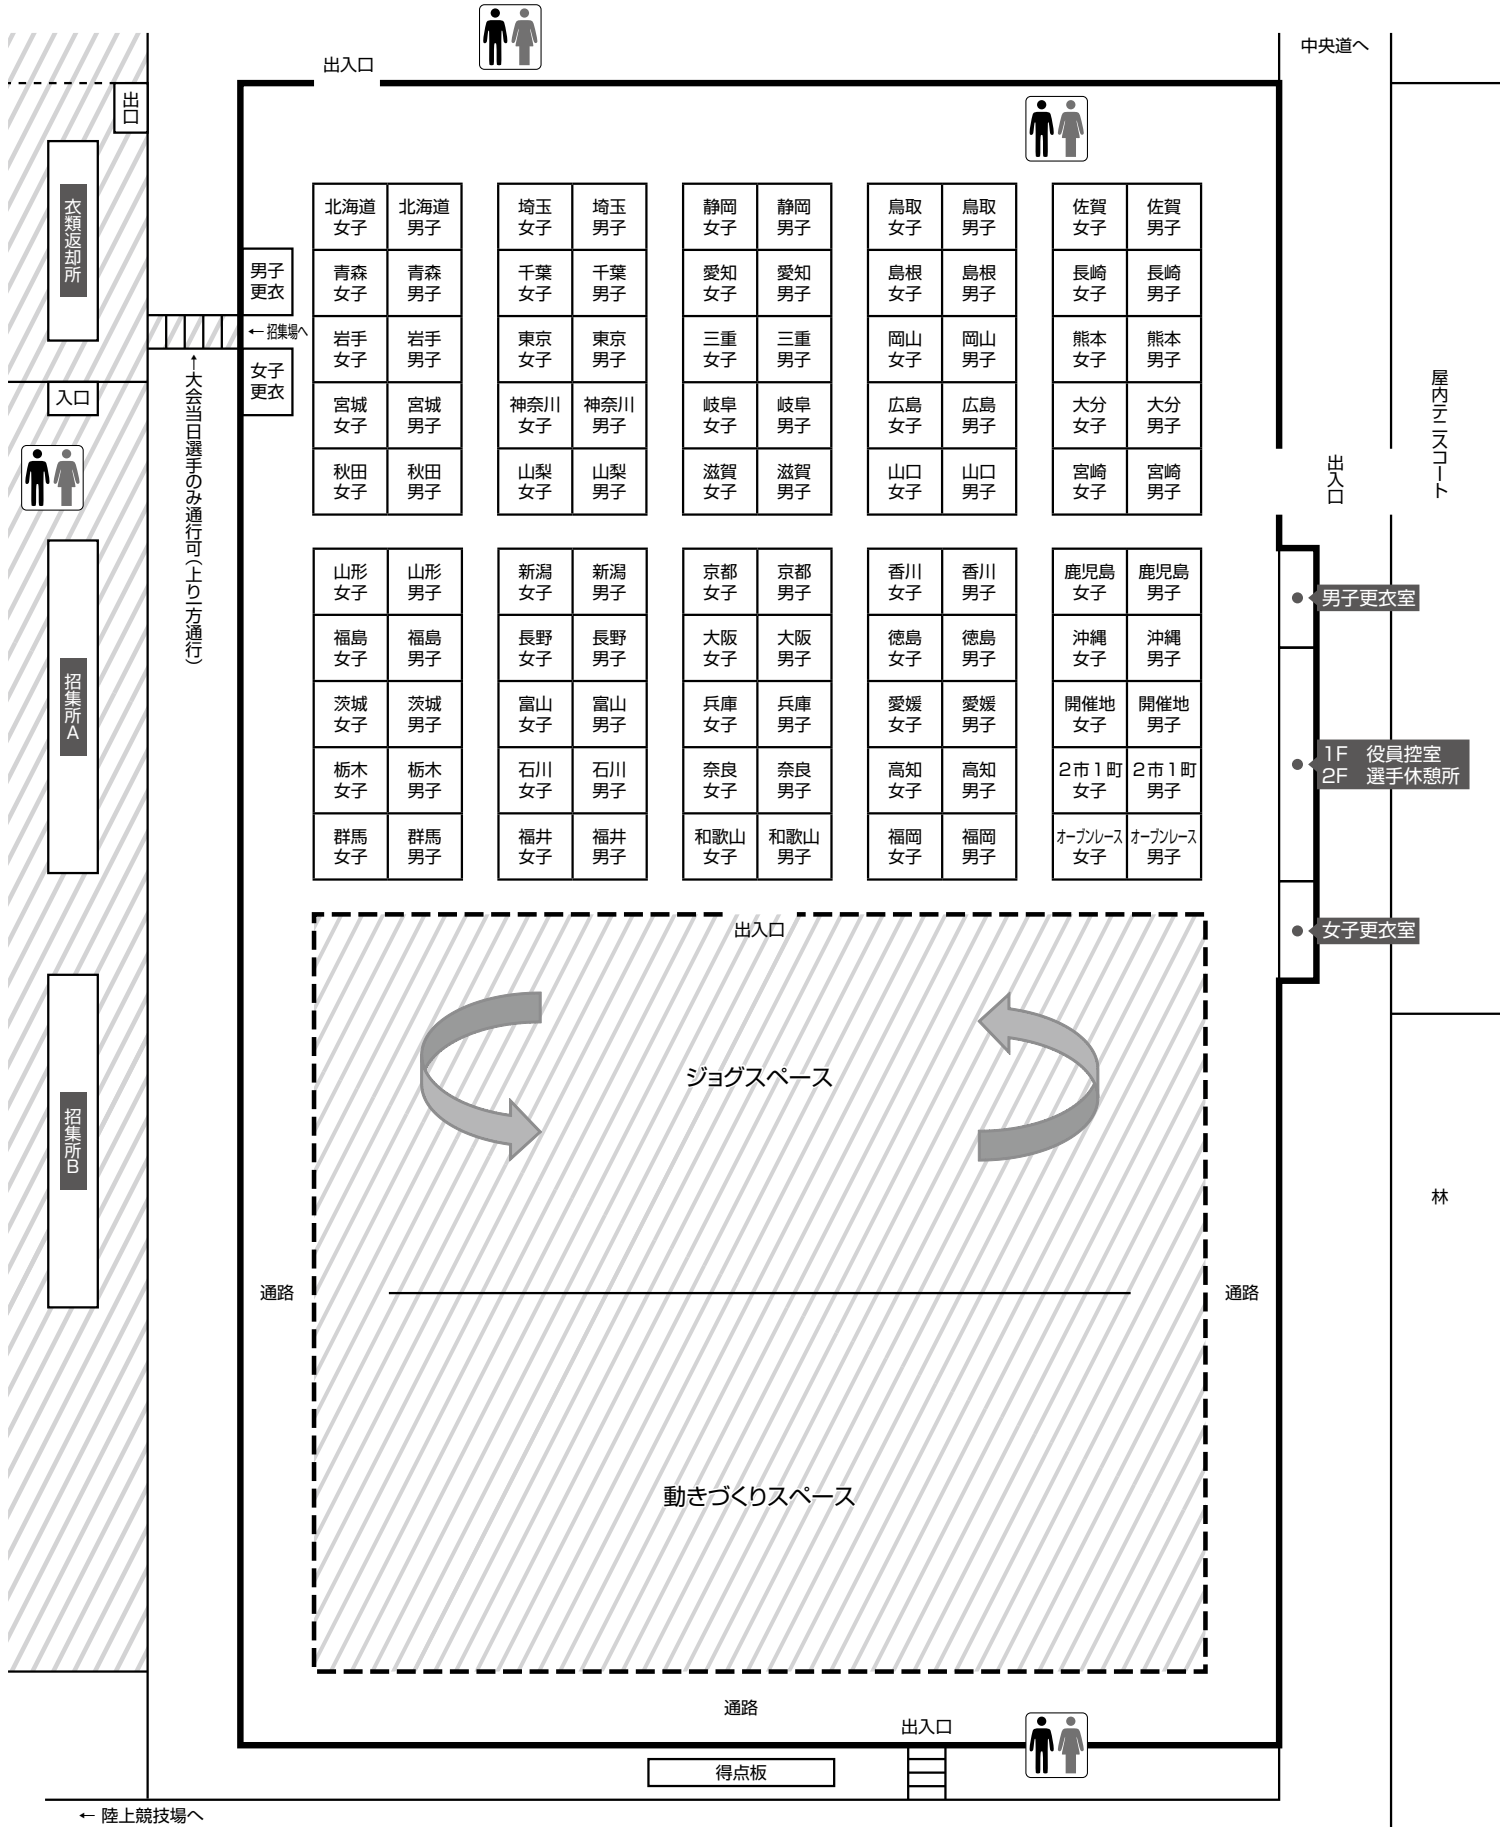 中央道へ
出入口
出口
衣類返却所
北海道 北海道 埼玉 埼玉 静岡 静岡 鳥取 鳥取 佐賀 佐賀
女子 男子 女子 男子 女子 男子 女子 男子 女子 男子
男子
更衣
青森 青森 千葉 千葉 愛知 愛知 島根 島根 長崎 長崎
女子 男子 女子 男子 女子 男子 女子 男子 女子 男子
←招集場へ
岩手 岩手 東京 東京 三重 三重 岡山 岡山 熊本 熊本
女子 男子 女子 男子 女子 男子 女子 男子 女子 男子
女子
更衣
入口
←大会当日選手のみ通行可(上り一方通行)
宮城 宮城 神奈川 神奈川 岐阜 岐阜 広島 広島 大分 大分
女子 男子 女子 男子 女子 男子 女子 男子 女子 男子
秋田 秋田 山梨 山梨 滋賀 滋賀 山口 山口 宮崎 宮崎
女子 男子 女子 男子 女子 男子 女子 男子 女子 男子
出入口
屋内テニスコート
山形 山形 新潟 新潟 京都 京都 香川 香川 鹿児島 鹿児島
女子 男子 女子 男子 女子 男子 女子 男子 女子 男子
男子更衣室
福島 福島 長野 長野 大阪 大阪 徳島 徳島 沖縄 沖縄
女子 男子 女子 男子 女子 男子 女子 男子 女子 男子
招集所A
茨城 茨城 富山 富山 兵庫 兵庫 愛媛 愛媛 開催地 開催地
女子 男子 女子 男子 女子 男子 女子 男子 女子 男子
1F 役員控室
2F 選手休憩所
栃木 栃木 石川 石川 奈良 奈良 高知 高知 2市1町 2市1町
女子 男子 女子 男子 女子 男子 女子 男子 女子 男子
群馬 群馬 福井 福井 和歌山 和歌山 福岡 福岡 オープンレース オープンレース
女子 男子 女子 男子 女子 男子 女子 男子 女子 男子
出入口
女子更衣室
ジョグスペース
招集所B
林
通路
通路
動きづくりスペース
通路
出入口
得点板
← 陸上競技場へ